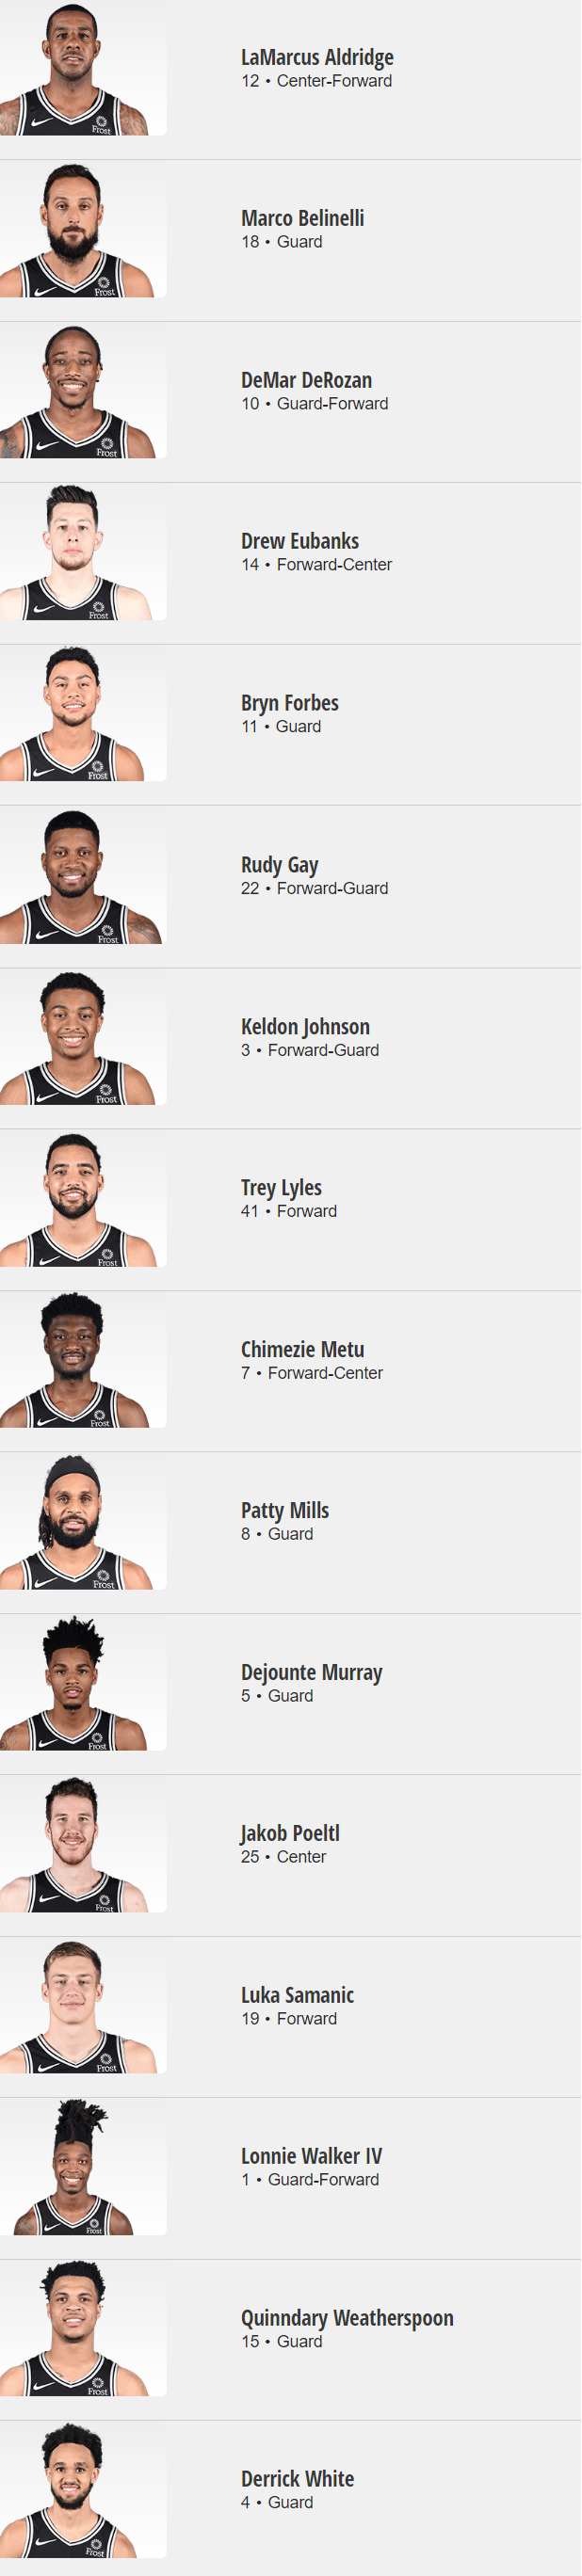 LaMarcus Aldridge
12 • Center-Forward
Frost
Marco Belinelli
18 • Guard
Frost
DeMar DeRozan
10 • Guard-Forward
Frost
Drew Eubanks
14 • Forward-Center
Frost
Bryn Forbes
11 • Guard
Frost
Rudy Gay
22 • Forward-Guard
Frost
Keldon Johnson
3 • Forward-Guard
Frost
Trey Lyles
41 • Forward
Frost
Chimezie Metu
7 • Forward-Center
Frost
Patty Mills
8 • Guard
Frost
Dejounte Murray
5 • Guard
Frost
Jakob Poeltl
25 • Center
Frost
Luka Samanic
19 • Forward
Frost
Lonnie Walker IV
1 • Guard-Forward
Frost
Quinndary Weatherspoon
15 • Guard
Frost
Derrick White
4 • Guard
Frost